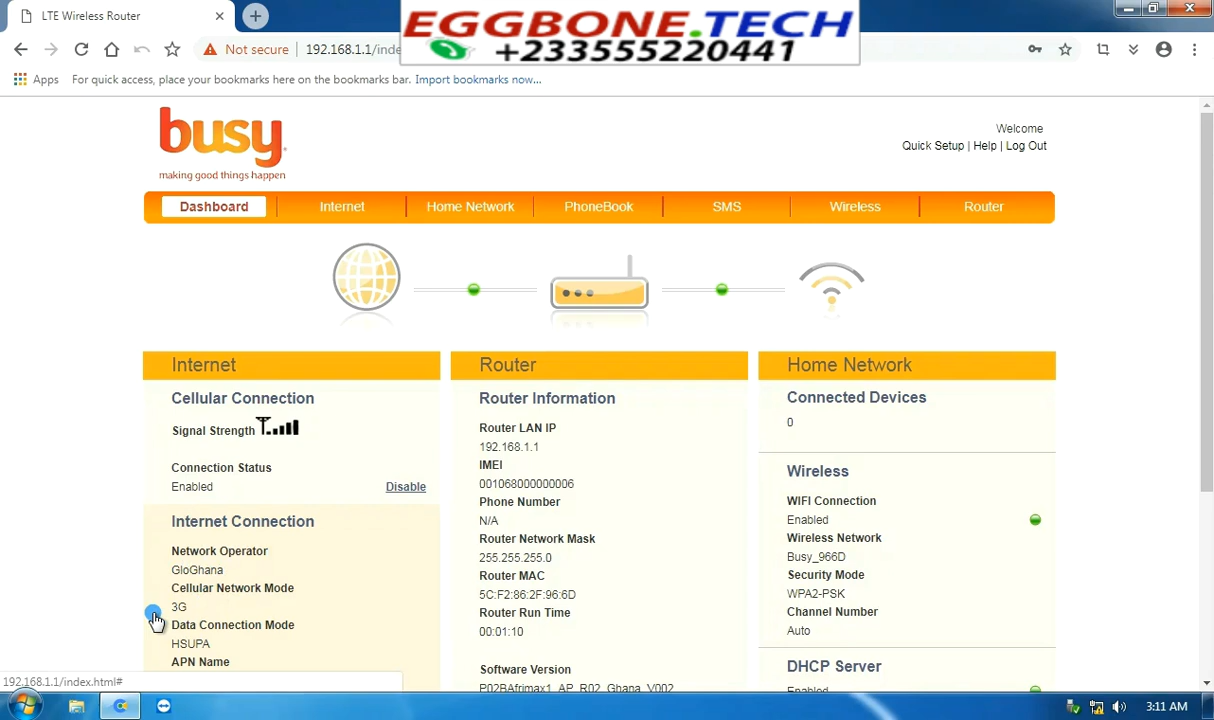 LTE Wireless Router
EGGBONE.TECH
+233555220441
Not secure
192.168.1.1/inde
Apps
For quick access, place your bookmarks here on the bookmarks bar. Import bookmarks now...
busy
making good things happen
Welcome
Quick Setup | Help | Log Out
Dashboard
Internet
Home Network
PhoneBook
SMS
Wireless
Router
Internet
Cellular Connection
Signal Strength
Connection Status
Enabled
Disable
Internet Connection
Network Operator
GloGhana
Cellular Network Mode
3G
Data Connection Mode
HSUPA
APN Name
Router
Router Information
Router LAN IP
192.168.1.1
IMEI
001068000000006
Phone Number
N/A
Router Network Mask
255.255.255.0
Router MAC
5C:F2:86:2F:96:6D
Router Run Time
00:01:10
Software Version
P02BAfrimax1_AP_R02_Ghana_V002
Home Network
Connected Devices
0
Wireless
WIFI Connection
Enabled
Wireless Network
Busy_966D
Security Mode
WPA2-PSK
Channel Number
Auto
DHCP Server
Enabled
192.168.1.1/index.html#
3:11 AM